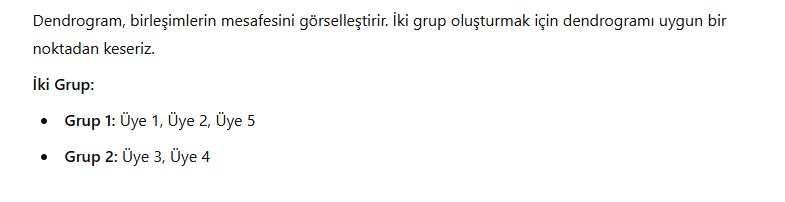 Dendrogram, birleşimlerin mesafesini görselleştirir. İki grup oluşturmak için dendrogramı uygun bir
noktadan keseriz.
İki Grup:
• Grup 1: Üye 1, Üye 2, Üye 5
• Grup 2: Üye 3, Üye 4